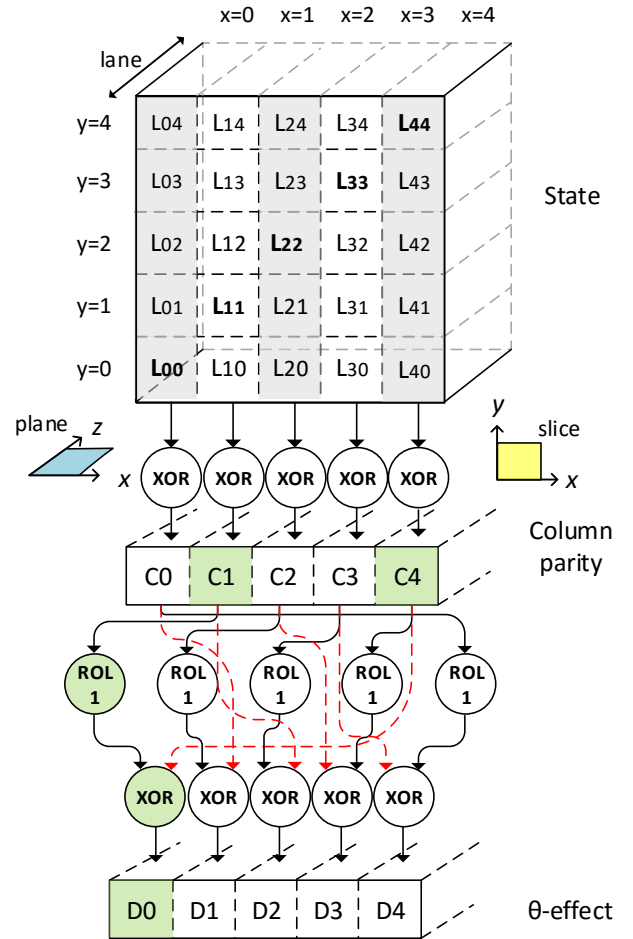 x=0 x=1 x=2 x=3 x=4
lane
y=4 L04 L14 L24 L34 L44
y=3 L03 L13 L23 L33 L43
State
y=2 L02 L12 L22 L32 L42
y=1 L01 L11 L21 L31 L41
y=0 L00 L10 L20 L30 L40
plane z x
y slice x
XOR XOR XOR XOR XOR
Column
parity
C0 C1 C2 C3 C4
ROL ROL ROL ROL ROL
1 1 1 1 1
XOR XOR XOR XOR XOR
D0 D1 D2 D3 D4
θ-effect